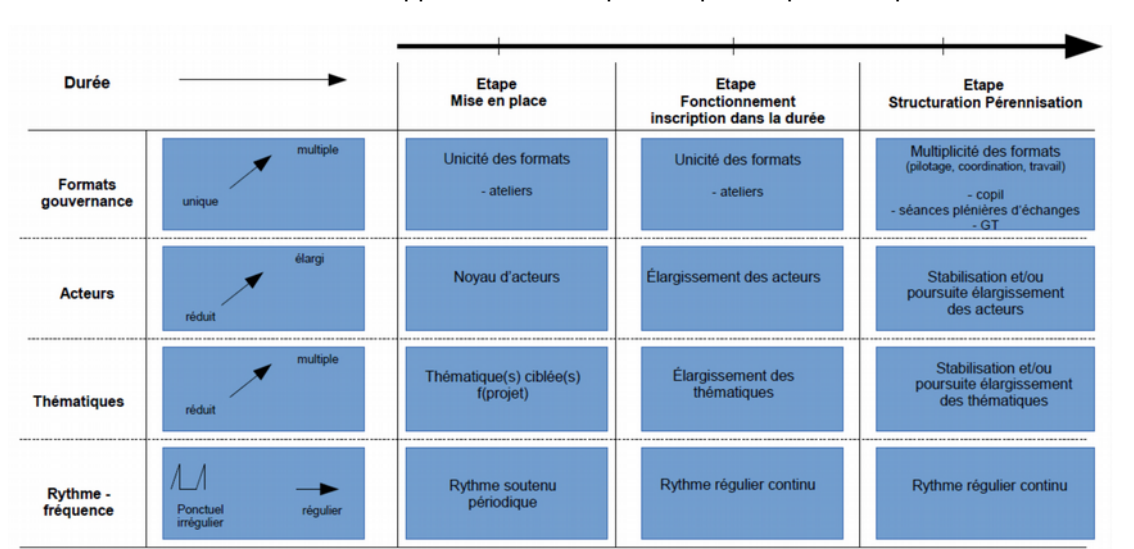 Durée
Etape
Mise en place
Etape
Fonctionnement
inscription dans la durée
Etape
Structuration Pérennisation
Formats
gouvernance
multiple
unique
Unicité des formats
- ateliers
Unicité des formats
- ateliers
Multiplicité des formats
(pilotage, coordination, travail)
- copil
- séances plénières d'échanges
- GT
Acteurs
élargi
réduit
Noyau d'acteurs
Élargissement des acteurs
Stabilisation et/ou
poursuite élargissement
des acteurs
Thématiques
multiple
réduit
Thématique(s) ciblée(s)
f(projet)
Élargissement des
thématiques
Stabilisation et/ou
poursuite élargissement
des thématiques
Rythme -
fréquence
Ponctuel
irrégulier
régulier
Rythme soutenu
périodique
Rythme régulier continu
Rythme régulier continu